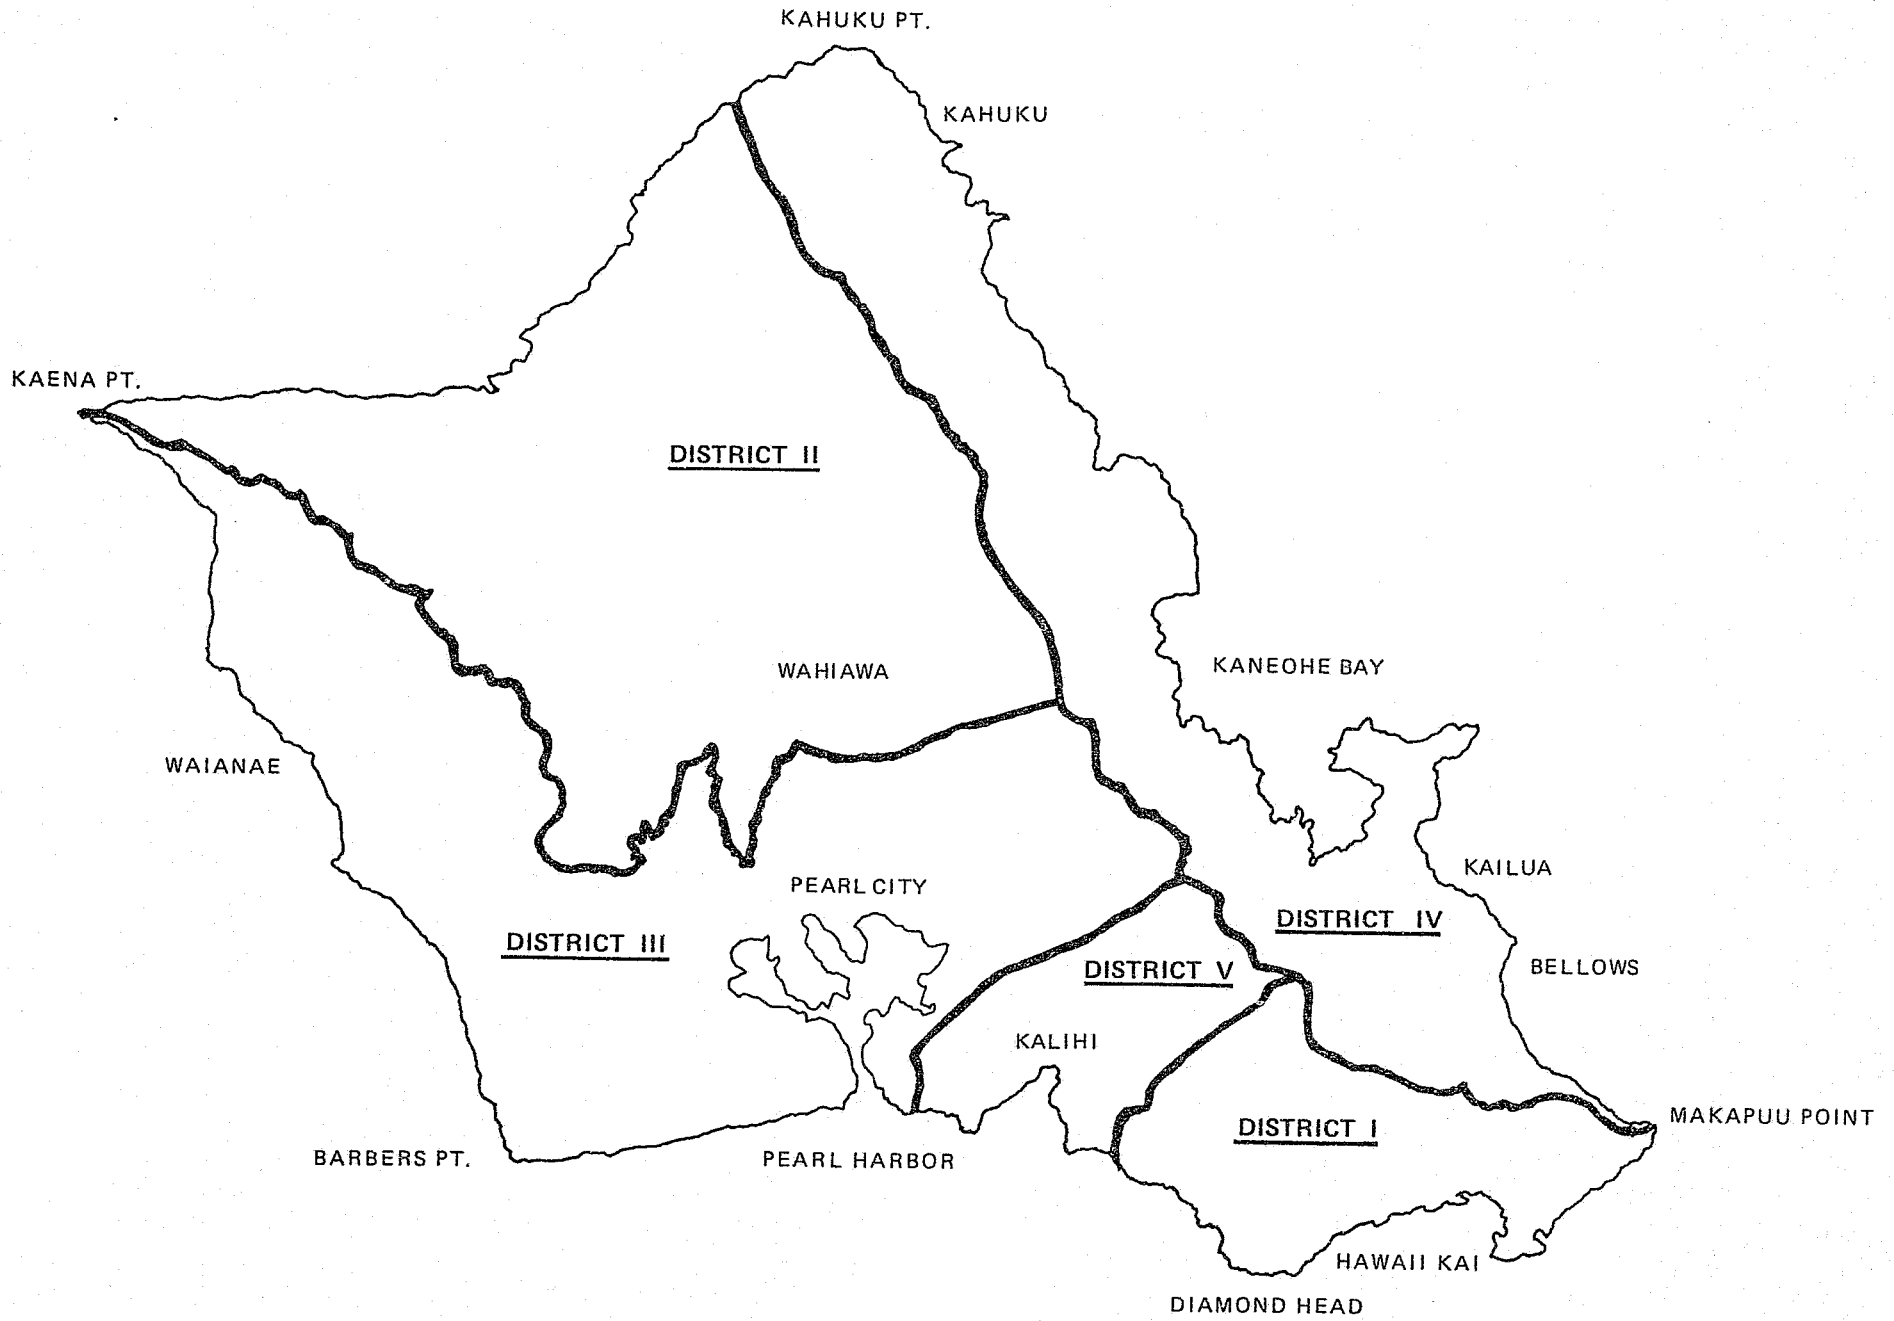 KAHUKU PT.
KAHUKU
KAENA PT.
DISTRICT II
WAHIAWA
KANEOHE BAY
WAIANAE
KAILUA
PEARL CITY
DISTRICT IV
DISTRICT III
BELLOWS
DISTRICT V
KALIHI
MAKAPUU POINT
DISTRICT I
BARBERS PT.
PEARL HARBOR
HAWAII KAI
DIAMOND HEAD